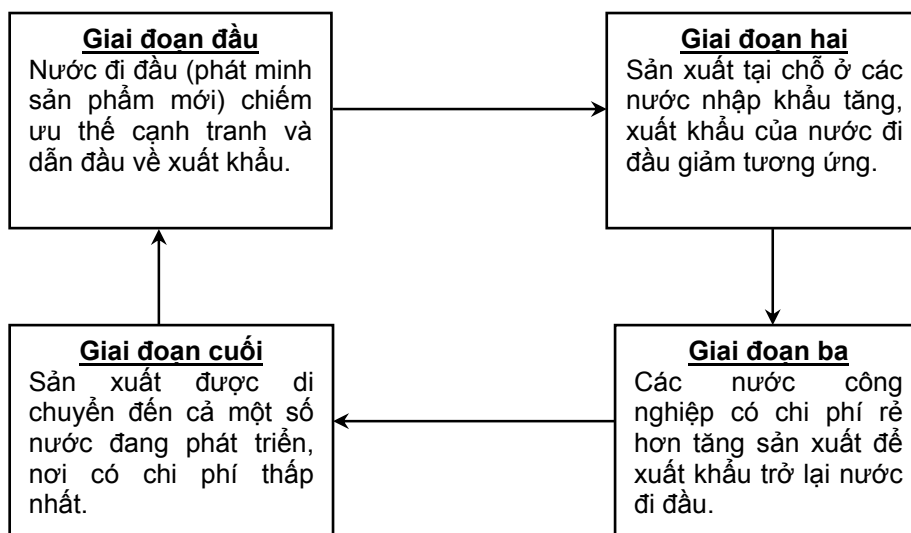 Giai đoạn đầu
Nước đi đầu (phát minh
sản phẩm mới) chiếm
ưu thế cạnh tranh và
dẫn đầu về xuất khẩu.
Giai đoạn hai
Sản xuất tại chỗ ở các
nước nhập khẩu tăng,
xuất khẩu của nước đi
đầu giảm tương ứng.
Giai đoạn ba
Các nước công
nghiệp có chi phí rẻ
hơn tăng sản xuất để
xuất khẩu trở lại nước
đi đầu.
Giai đoạn cuối
Sản xuất được di
chuyển đến cả một số
nước đang phát triển,
nơi có chi phí thấp
nhất.